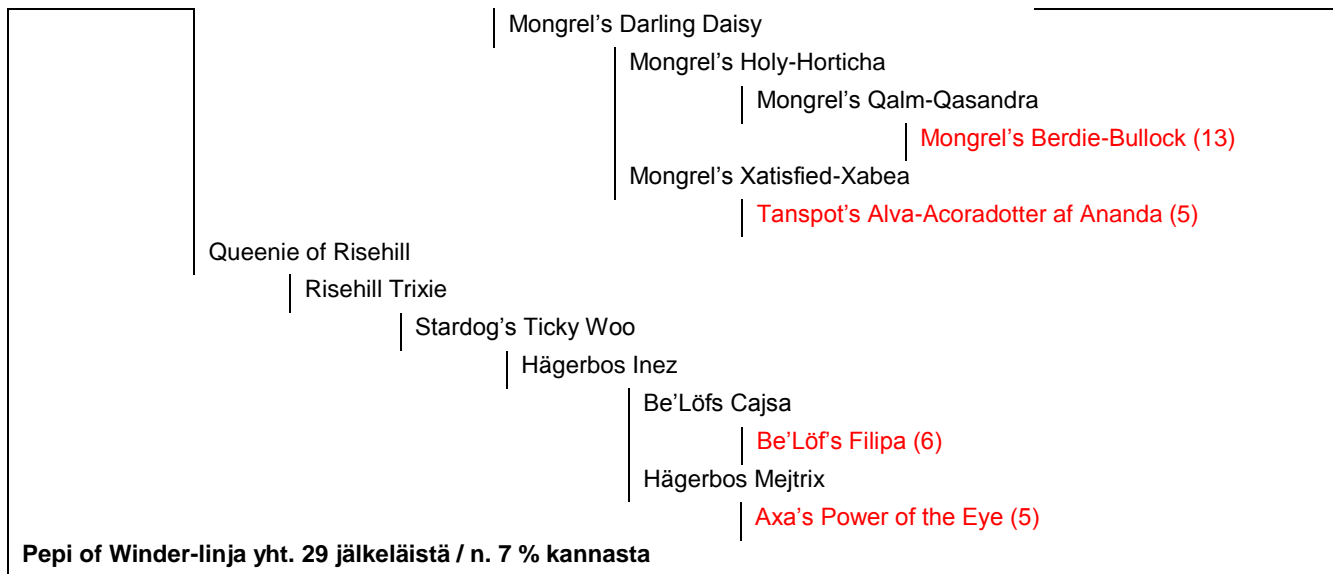 Mongrel’s Darling Daisy
Mongrel’s Holy-Horticha
Mongrel’s Qalm-Qasandra
Mongrel’s Berdie-Bullock (13)
Mongrel’s Xatisfied-Xabea
Tanspot’s Alva-Acoradotter af Ananda (5)
Queenie of Risehill
Risehill Trixie
Stardog’s Ticky Woo
Hägerbos Inez
Be’Löfs Cajsa
Be’Löf’s Filipa (6)
Hägerbos Mejtrix
Axa’s Power of the Eye (5)
Pepi of Winder-linja yht. 29 jälkeläistä / n. 7 % kannasta